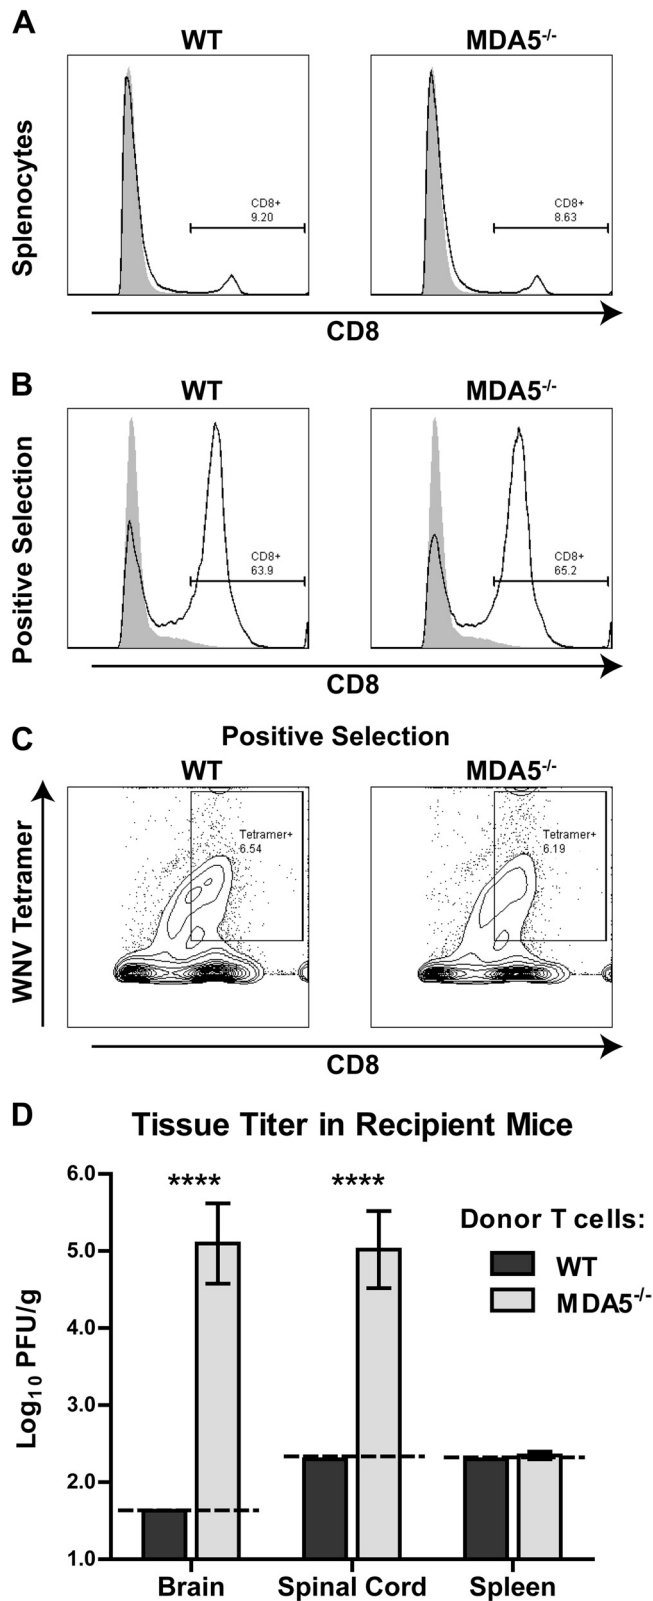 A
WT MDA5-/-
Splenocytes
CD8+
9.20
CD8+
8.63
CD8
B
WT MDA5-/-
Positive Selection
CD8+
63.9
CD8+
65.2
CD8
C
Positive Selection
WT MDA5-/-
WNV Tetramer
Tetramer+
6.54
Tetramer+
6.19
CD8
D
Tissue Titer in Recipient Mice
Log10 PFU/g
6.0
5.0
4.0
3.0
2.0
1.0
**** ****
Donor T cells:
WT
MDA5-/-
Brain Spinal Cord Spleen